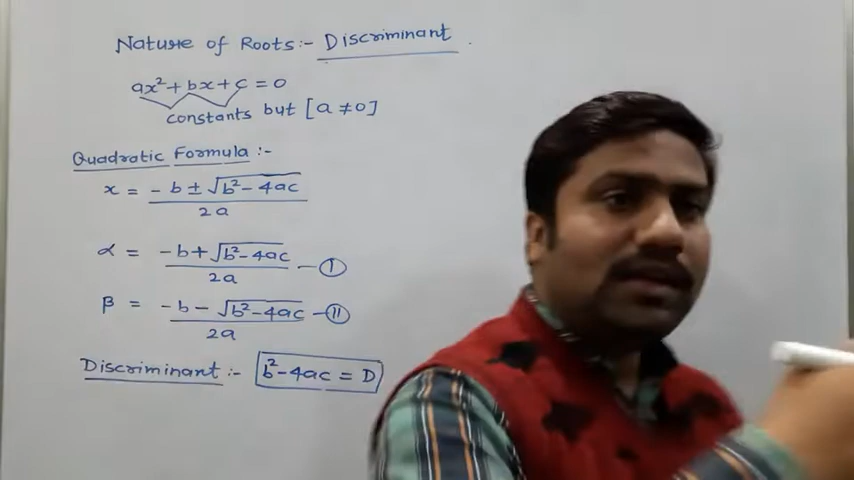 Nature of Roots:- Discriminant
ax² + bx + c = 0
constants but [a ≠ 0]
Quadratic Formula :-
x = -b ± √b² - 4ac / 2a
α = -b + √b² - 4ac / 2a — I
β = -b - √b² - 4ac / 2a — II
Discriminant :- b² - 4ac = D